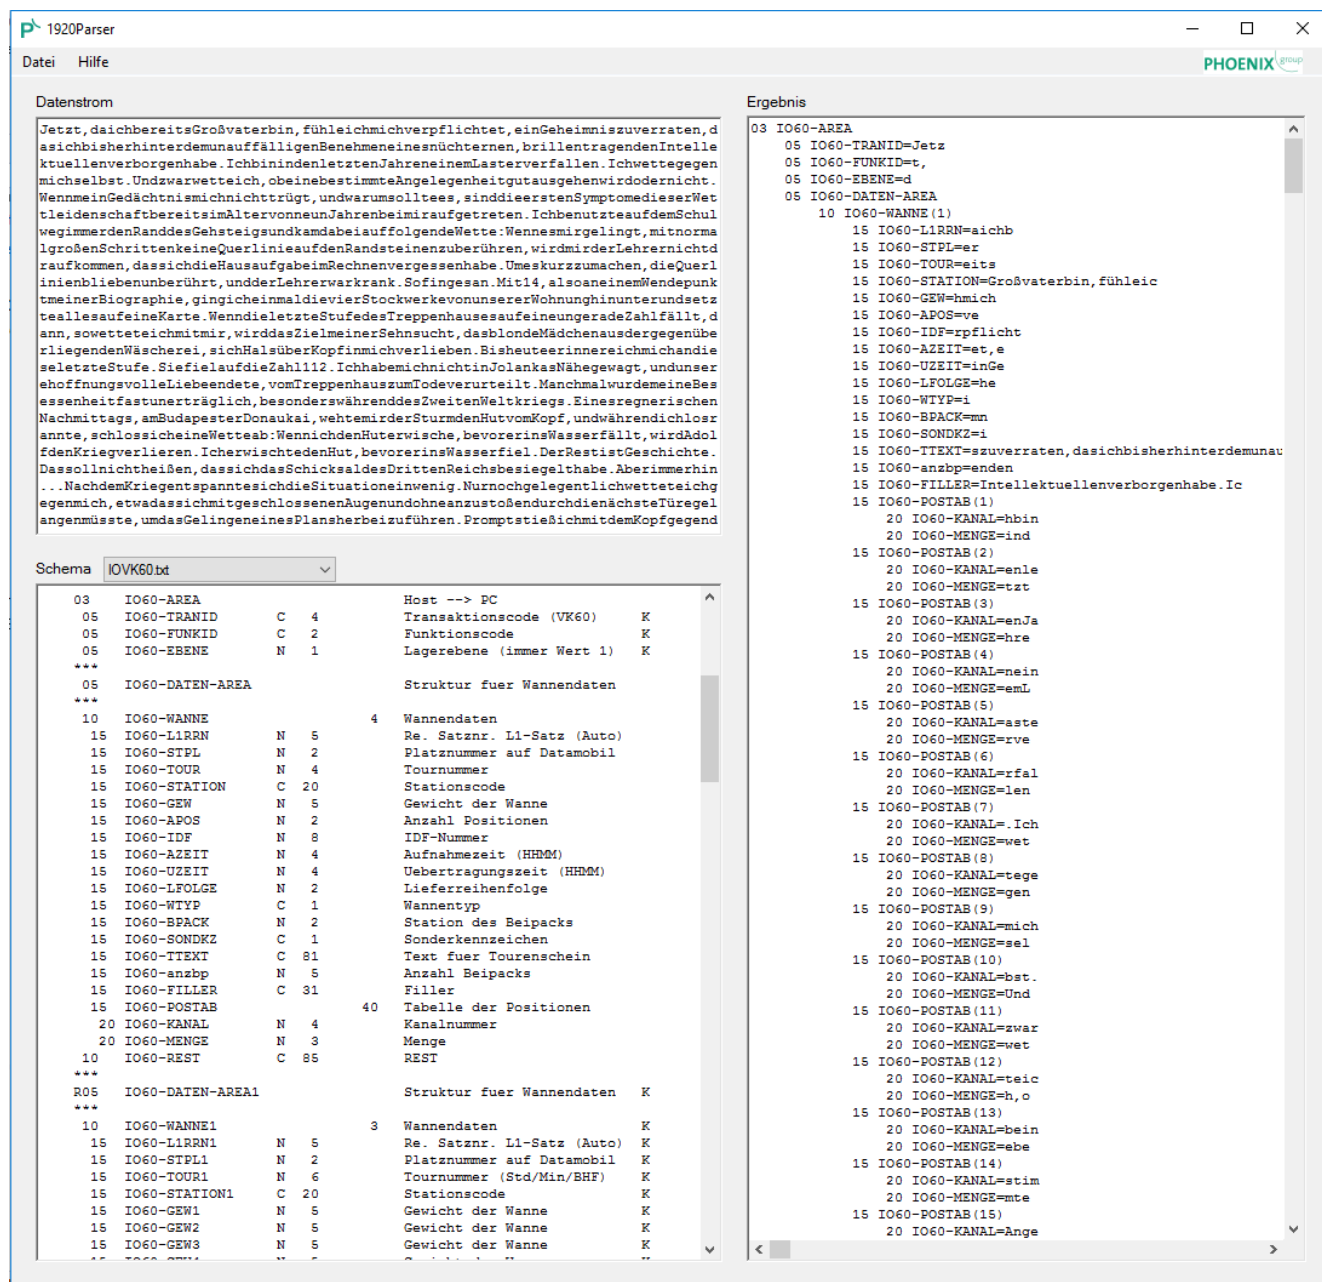 1920Parser
Datei Hilfe
PHOENIX group
Datenstrom
Jetzt,daichbereitsGroßvaterbin,fühleichmichverpflichtet,einGeheimniszuverraten,d
asichbisherhinterdemunauffälligenBenehmeneinesnüchternen,brillentragendenIntelle
ktuellenverborgenhabe.IchbinindenletztenJahreneinemLasterverfallen.Ichwettegegen
michselbst.Undzwarwetteich,obeinebestimmteAngelegenheitgutausgehenwirdodernicht.
WennmeinGedächtnismichnichttrügt,undwarumsolltees,sinddieerstenSymptomedieserWet
tleidenschaftbereitsimAltervonneunJahrenbeimiraufgetreten.IchbenutzteaufdemSchul
wegimmerdenRanddesGehsteigsundkamdabeiauffolgendeWette:Wennesmirgelingt,mitnorma
lgroßenSchrittenkeineQuerlinieaufdenRandsteinenzuberühren,wirdmirderLehrernichtd
raufkommen,dassichdieHausaufgabeimRechnenvergessenhabe.Umeskurzzumachen,dieQuerl
inienbliebenunberührt,undderLehrerwarkrank.Sofingesan.Mit14,alsoaneinemWendepunk
tmeinerBiographie,gingicheinmaldievierStockwerkevonunsererWohnunghinunterundsetz
teallesaufeineKarte.WenndieletzteStufedesTreppenhausesaufeineungeradeZahlfällt,d
ann,sowetteteichmitmir,wirddasZielmeinerSehnsucht,dasblondeMädchenausdergegenübe
rliegendenWäscherei,sichHalsüberKopfinmichverlieben.Bisheuteerinnereichmichandie
seletzteStufe.SiefielaufdieZahl112.IchhabemichnichtinJolankasNähegewagt,undunser
ehoffnungsvolleLiebeendete,vomTreppenhauszumTodeverurteilt.ManchmalwurdemeineBes
essenheitfastunerträglich,besonderswährenddesZweitenWeltkriegs.Einesregnerischen
Nachmittags,amBudapesterDonaukai,wehtemirderSturmdenHutvomKopf,undwährendichlosr
annte,schlossicheineWetteab:WennichdenHuterwische,bevorerinsWasserfällt,wirdAdol
fdenKriegverlieren.IcherwischtedenHut,bevorerinsWasserfiel.DerRestistGeschichte.
Dassollnichtheißen,dassichdasSchicksaldesDrittenReichsbesiegelthabe.Aberimmerhin
...NachdemKriegentspanntesichdieSituationeinwenig.Nurnochgelegentlichwetteteichg
egenmich,etwadassichmitgeschlossenenAugenundohneanzustoßendurchdienächsteTüregel
angenmüsste,umdasGelingeneinesPlansherbeizuführen.PromptstießichmitdemKopfgegend
Schema IOVK60.txt
03 IO60-AREA Host --> PC
05 IO60-TRANID C 4 Transaktionscode (VK60) K
05 IO60-FUNKID C 2 Funktionscode K
05 IO60-EBENE N 1 Lagerebene (immer Wert 1) K
***
05 IO60-DATEN-AREA Struktur fuer Wannendaten
***
10 IO60-WANNE 4 Wannendaten
15 IO60-L1RRN N 5 Re. Satznr. L1-Satz (Auto)
15 IO60-STPL N 2 Platznummer auf Datamobil
15 IO60-TOUR N 4 Tournummer
15 IO60-STATION C 20 Stationscode
15 IO60-GEW N 5 Gewicht der Wanne
15 IO60-APOS N 2 Anzahl Positionen
15 IO60-IDF N 8 IDF-Nummer
15 IO60-AZEIT N 4 Aufnahmezeit (HHMM)
15 IO60-UZEIT N 4 Uebertragungszeit (HHMM)
15 IO60-LFOLGE N 2 Lieferreihenfolge
15 IO60-WTYP C 1 Wannentyp
15 IO60-BPACK N 2 Station des Beipacks
15 IO60-SONDKZ C 1 Sonderkennzeichen
15 IO60-TTEXT C 81 Text fuer Tourenschein
15 IO60-anzbp N 5 Anzahl Beipacks
15 IO60-FILLER C 31 Filler
15 IO60-POSTAB 40 Tabelle der Positionen
20 IO60-KANAL N 4 Kanalnummer
20 IO60-MENGE N 3 Menge
10 IO60-REST C 85 REST
***
R05 IO60-DATEN-AREA1 Struktur fuer Wannendaten K
***
10 IO60-WANNE1 3 Wannendaten K
15 IO60-L1RRN1 N 5 Re. Satznr. L1-Satz (Auto) K
15 IO60-STPL1 N 2 Platznummer auf Datamobil K
15 IO60-TOUR1 N 6 Tournummer (Std/Min/BHF) K
15 IO60-STATION1 C 20 Stationscode K
15 IO60-GEW1 N 5 Gewicht der Wanne K
15 IO60-GEW2 N 5 Gewicht der Wanne K
15 IO60-GEW3 N 5 Gewicht der Wanne K
Ergebnis
03 IO60-AREA
05 IO60-TRANID=Jetz
05 IO60-FUNKID=t,
05 IO60-EBENE=d
05 IO60-DATEN-AREA
10 IO60-WANNE(1)
15 IO60-L1RRN=aichb
15 IO60-STPL=er
15 IO60-TOUR=eits
15 IO60-STATION=Großvaterbin,fühleic
15 IO60-GEW=hmich
15 IO60-APOS=ve
15 IO60-IDF=rpflicht
15 IO60-AZEIT=et,e
15 IO60-UZEIT=inGe
15 IO60-LFOLGE=he
15 IO60-WTYP=i
15 IO60-BPACK=mn
15 IO60-SONDKZ=i
15 IO60-TTEXT=szuverraten,dasichbisherhinterdemunau
15 IO60-anzbp=enden
15 IO60-FILLER=Intellektuellenverborgenhabe.Ic
15 IO60-POSTAB(1)
20 IO60-KANAL=hbin
20 IO60-MENGE=ind
15 IO60-POSTAB(2)
20 IO60-KANAL=enle
20 IO60-MENGE=tzt
15 IO60-POSTAB(3)
20 IO60-KANAL=enJa
20 IO60-MENGE=hre
15 IO60-POSTAB(4)
20 IO60-KANAL=nein
20 IO60-MENGE=emL
15 IO60-POSTAB(5)
20 IO60-KANAL=aste
20 IO60-MENGE=rve
15 IO60-POSTAB(6)
20 IO60-KANAL=rfal
20 IO60-MENGE=len
15 IO60-POSTAB(7)
20 IO60-KANAL=.Ich
20 IO60-MENGE=wet
15 IO60-POSTAB(8)
20 IO60-KANAL=tege
20 IO60-MENGE=gen
15 IO60-POSTAB(9)
20 IO60-KANAL=mich
20 IO60-MENGE=sel
15 IO60-POSTAB(10)
20 IO60-KANAL=bst.
20 IO60-MENGE=Und
15 IO60-POSTAB(11)
20 IO60-KANAL=zwar
20 IO60-MENGE=wet
15 IO60-POSTAB(12)
20 IO60-KANAL=teic
20 IO60-MENGE=h,o
15 IO60-POSTAB(13)
20 IO60-KANAL=bein
20 IO60-MENGE=ebe
15 IO60-POSTAB(14)
20 IO60-KANAL=stim
20 IO60-MENGE=mte
15 IO60-POSTAB(15)
20 IO60-KANAL=Ange